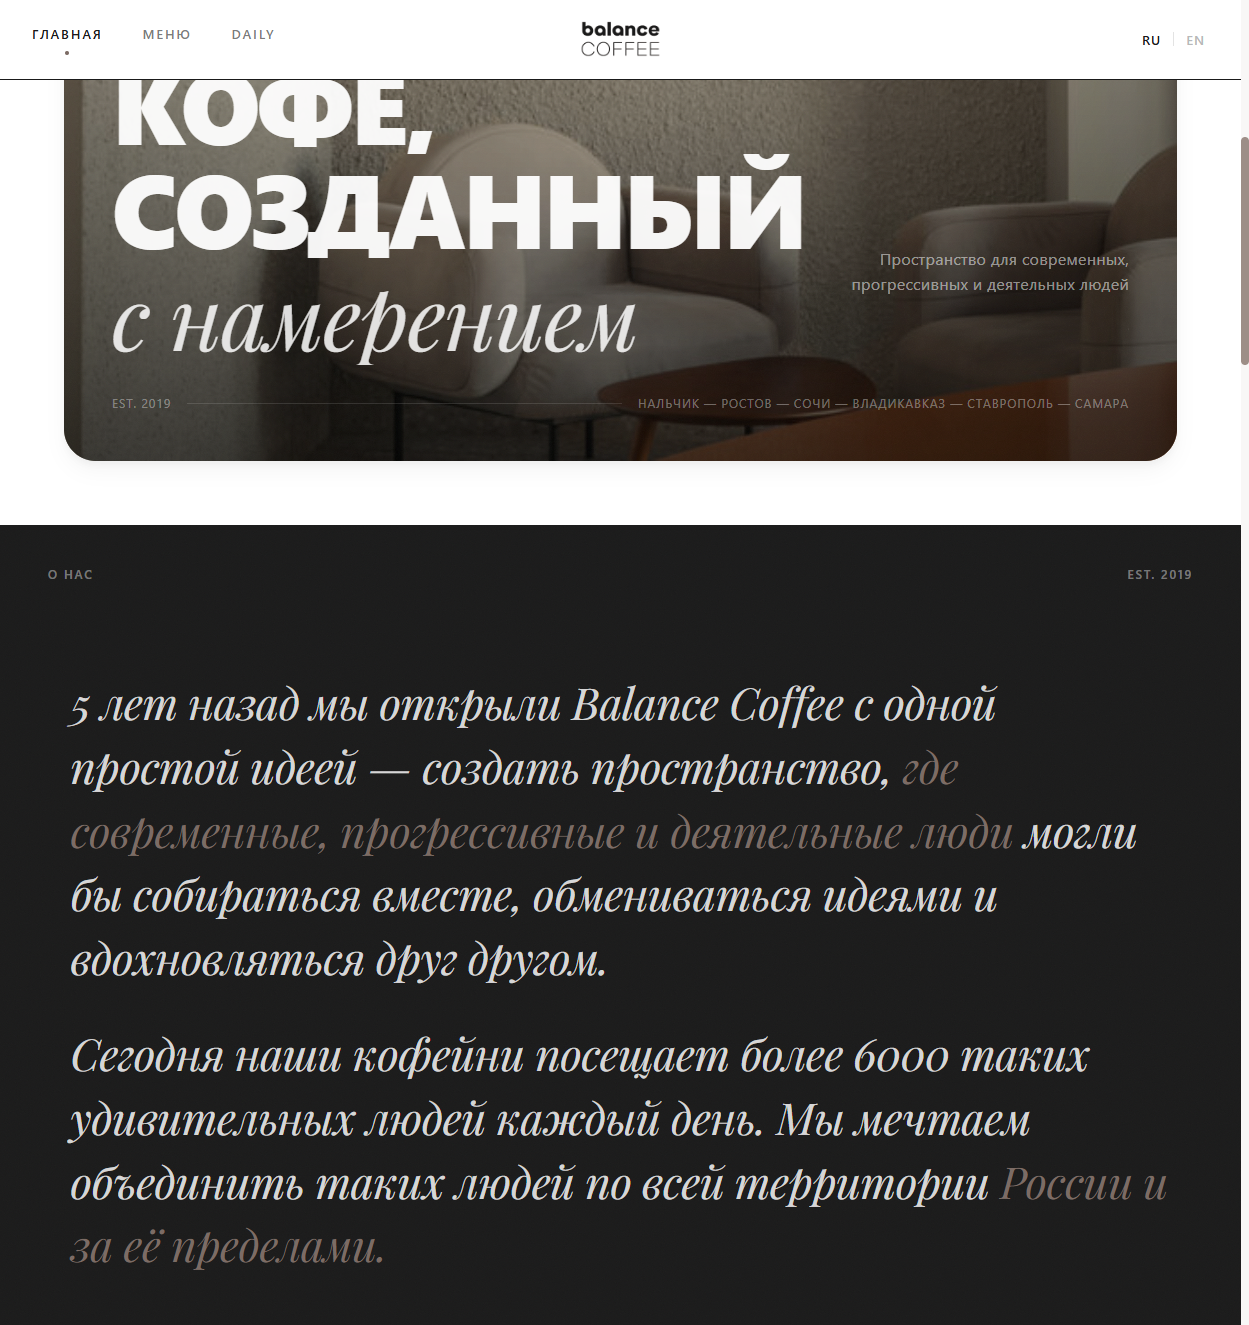 ГЛАВНАЯ
МЕНЮ
DAILY
balance
COFFEE
RU
EN
КОФЕ,
СОЗДАННЫЙ
с намерением
Пространство для современных,
прогрессивных и деятельных людей
EST. 2019
НАЛЬЧИК — РОСТОВ — СОЧИ — ВЛАДИКАВКАЗ — СТАВРОПОЛЬ — САМАРА
О НАС
EST. 2019
5 лет назад мы открыли Balance Coffee с одной
простой идеей — создать пространство, где
современные, прогрессивные и деятельные люди могли
бы собираться вместе, обмениваться идеями и
вдохновляться друг другом.
Сегодня наши кофейни посещает более 6000 таких
удивительных людей каждый день. Мы мечтаем
объединить таких людей по всей территории России и
за её пределами.